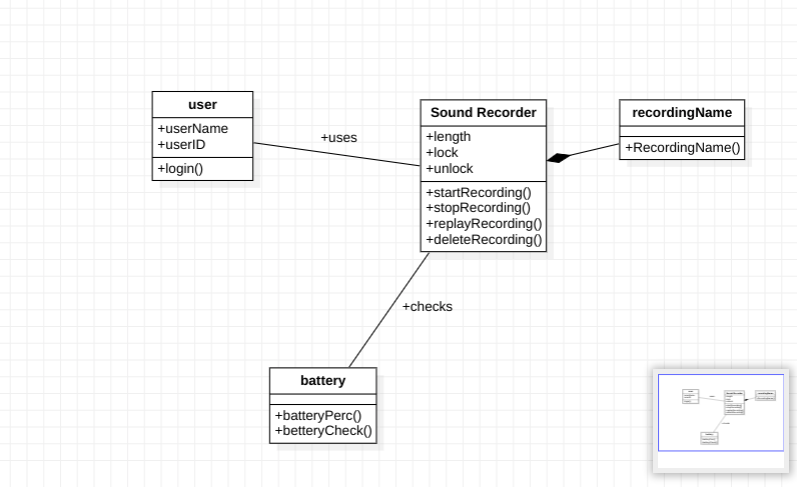 user
+userName
+userID
+login()
+uses
Sound Recorder
+length
+lock
+unlock
+startRecording()
+stopRecording()
+replayRecording()
+deleteRecording()
recordingName
+RecordingName()
+checks
battery
+batteryPerc()
+betteryCheck()